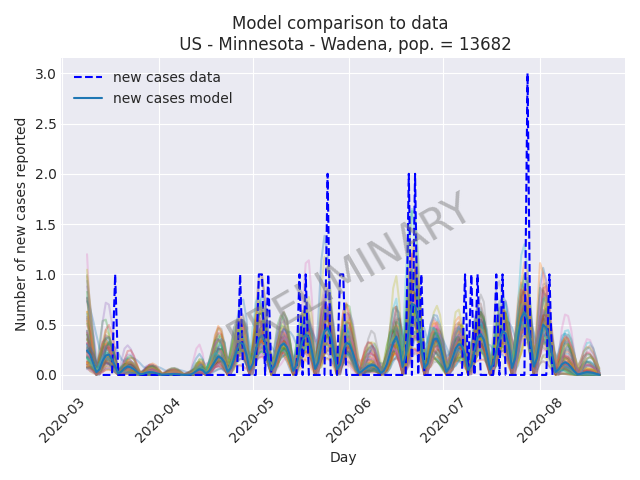 Model comparison to data
US - Minnesota - Wadena, pop. = 13682
new cases data
new cases model
PRELIMINARY
Number of new cases reported
3.0
2.5
2.0
1.5
1.0
0.5
0.0
2020-03
2020-04
2020-05
2020-06
2020-07
2020-08
Day